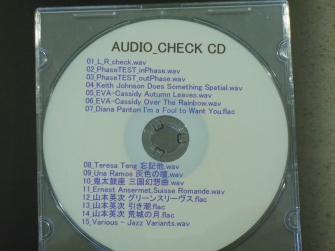 AUDIO_CHECK CD
01_L_R_check.wav
02_PhaseTEST_inPhase.wav
03_PhaseTEST_outPhase.wav
04_Keith Johnson Does Something Spatial.wav
05_EVA-Cassidy Autumn Leaves.wav
06_EVA-Cassidy Over The Rainbow.wav
07_Diana Panton I'm a Fool to Want You.flac
08_Teresa Teng 忘記他.wav
09_Una Ramos 灰色の瞳.wav
10_鬼太鼓座 三国幻想曲.wav
11_Ernest Ansermet,Suisse Romande.wav
12_山本英次 グリーンスリーヴス.flac
13_山本英次 引き潮.flac
14_山本英次 荒城の月.flac
15_Various - Jazz Variants.wav